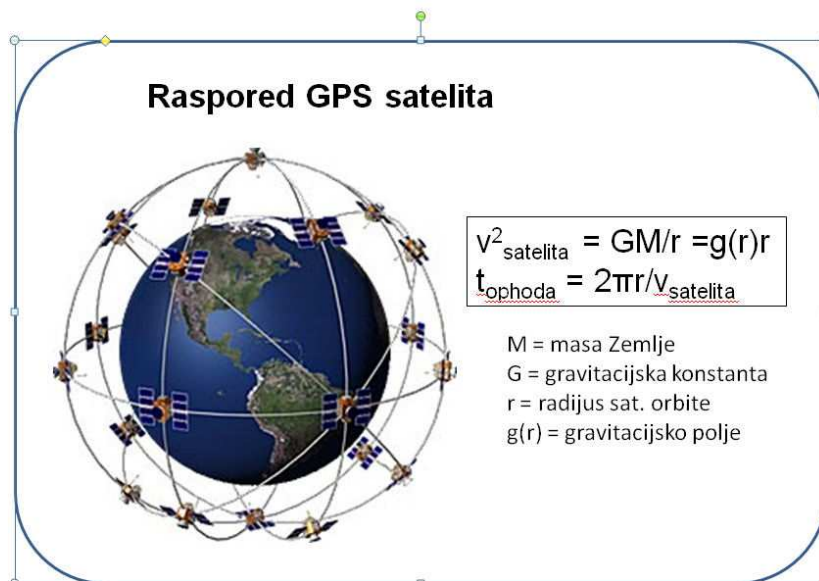 Raspored GPS satelita
v²satelita = GM/r =g(r)r
tophoda = 2πr/vsatelita
M = masa Zemlje
G = gravitacijska konstanta
r = radijus sat. orbite
g(r) = gravitacijsko polje